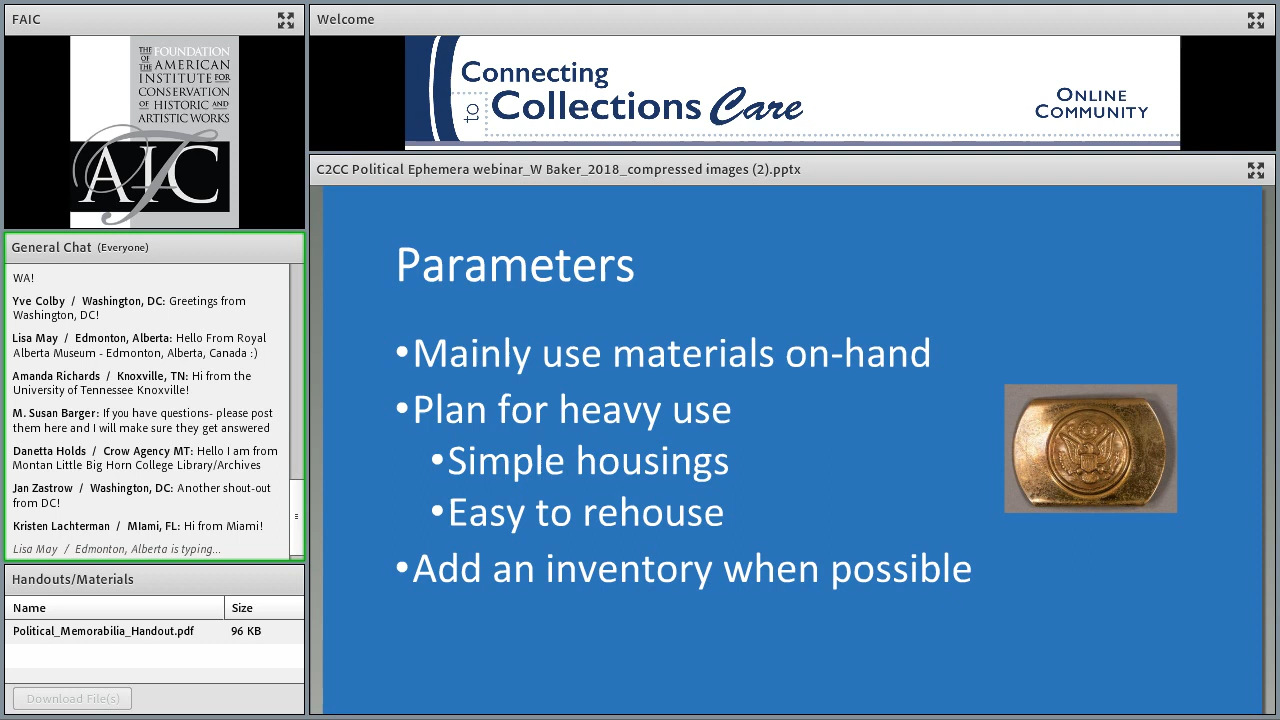 FAIC
THE FOUNDATION
OF THE AMERICAN
INSTITUTE FOR
CONSERVATION
OF HISTORIC AND
ARTISTIC WORKS
AIC
General Chat (Everyone)
WA!
Yve Colby / Washington, DC: Greetings from
Washington, DC!
Lisa May / Edmonton, Alberta: Hello From Royal
Alberta Museum - Edmonton, Alberta, Canada :)
Amanda Richards / Knoxville, TN: Hi from the
University of Tennessee Knoxville!
M. Susan Barger: If you have questions- please post
them here and I will make sure they get answered
Danetta Holds / Crow Agency MT: Hello I am from
Montan Little Big Horn College Library/Archives
Jan Zastrow / Washington, DC: Another shout-out
from DC!
Kristen Lachterman / MIami, FL: Hi from Miami!
Lisa May / Edmonton, Alberta is typing...
Handouts/Materials
Name Size
Political_Memorabilia_Handout.pdf 96 KB
Download File(s)
Welcome
Connecting
to Collections Care
ONLINE
COMMUNITY
C2CC Political Ephemera webinar_W Baker_2018_compressed images (2).pptx
Parameters
•Mainly use materials on-hand
•Plan for heavy use
•Simple housings
•Easy to rehouse
•Add an inventory when possible